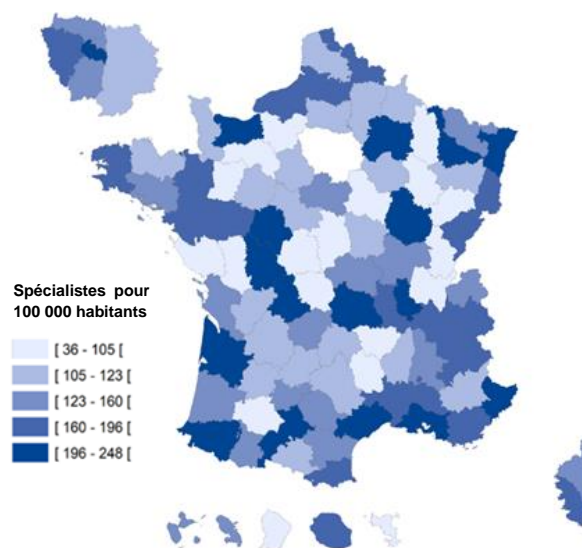 Spécialistes pour
100 000 habitants
[ 36 - 105 [
[ 105 - 123 [
[ 123 - 160 [
[ 160 - 196 [
[ 196 - 248 [